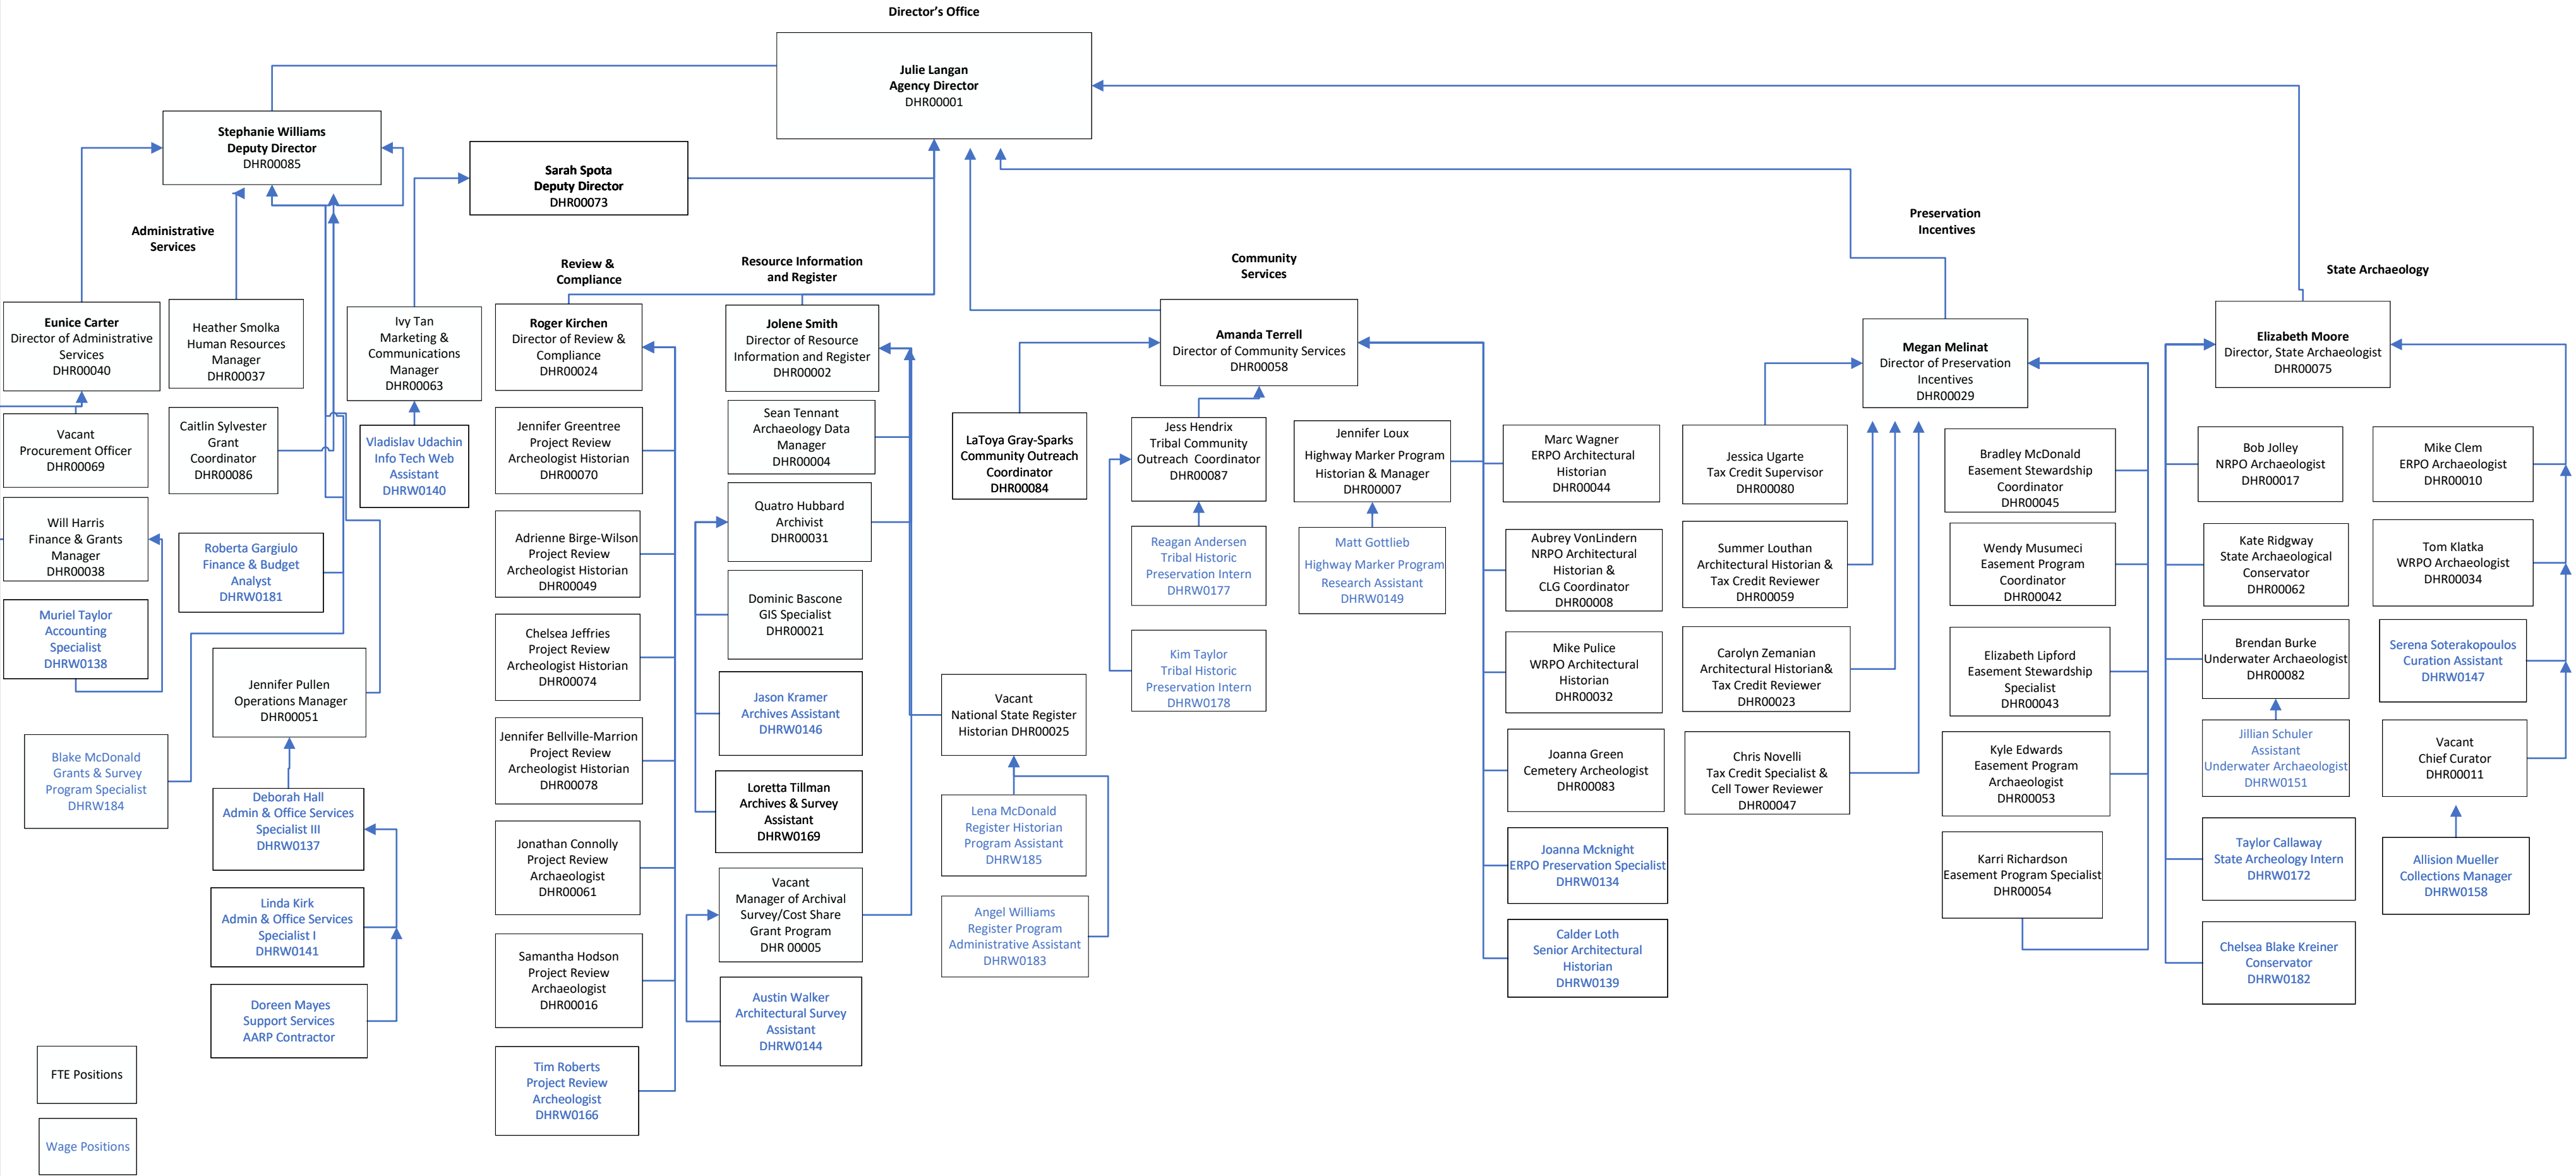 Director's Office
Julie Langan
Agency Director
DHR00001
Stephanie Williams
Deputy Director
DHR00085
Sarah Spota
Deputy Director
DHR00073
Administrative
Services
Review &
Compliance
Resource Information
and Register
Community
Services
Preservation
Incentives
State Archaeology
Eunice Carter
Director of Administrative
Services
DHR00040
Heather Smolka
Human Resources
Manager
DHR00037
Ivy Tan
Marketing &
Communications
Manager
DHR00063
Vacant
Procurement Officer
DHR00069
Caitlin Sylvester
Grant
Coordinator
DHR00086
Vladislav Udachin
Info Tech Web
Assistant
DHRW0140
Will Harris
Finance & Grants
Manager
DHR00038
Roberta Gargiulo
Finance & Budget
Analyst
DHRW0181
Muriel Taylor
Accounting
Specialist
DHRW0138
Jennifer Pullen
Operations Manager
DHR00051
Blake McDonald
Grants & Survey
Program Specialist
DHRW184
Deborah Hall
Admin & Office Services
Specialist III
DHRW0137
Linda Kirk
Admin & Office Services
Specialist I
DHRW0141
Doreen Mayes
Support Services
AARP Contractor
FTE Positions
Wage Positions
Roger Kirchen
Director of Review &
Compliance
DHR00024
Jennifer Greentree
Project Review
Archeologist Historian
DHR00070
Adrienne Birge-Wilson
Project Review
Archeologist Historian
DHR00049
Chelsea Jeffries
Project Review
Archeologist Historian
DHR00074
Jennifer Bellville-Marrion
Project Review
Archeologist Historian
DHR00078
Jonathan Connolly
Project Review
Archaeologist
DHR00061
Samantha Hodson
Project Review
Archaeologist
DHR00016
Tim Roberts
Project Review
Archeologist
DHRW0166
Jolene Smith
Director of Resource
Information and Register
DHR00002
Sean Tennant
Archaeology Data
Manager
DHR00004
Quatro Hubbard
Archivist
DHR00031
Dominic Bascone
GIS Specialist
DHR00021
Jason Kramer
Archives Assistant
DHRW0146
Loretta Tillman
Archives & Survey
Assistant
DHRW0169
Vacant
Manager of Archival
Survey/Cost Share
Grant Program
DHR 00005
Austin Walker
Architectural Survey
Assistant
DHRW0144
Vacant
National State Register
Historian DHR00025
Lena McDonald
Register Historian
Program Assistant
DHRW185
Angel Williams
Register Program
Administrative Assistant
DHRW0183
Amanda Terrell
Director of Community Services
DHR00058
LaToya Gray-Sparks
Community Outreach
Coordinator
DHR00084
Jess Hendrix
Tribal Community
Outreach Coordinator
DHR00087
Reagan Andersen
Tribal Historic
Preservation Intern
DHRW0177
Kim Taylor
Tribal Historic
Preservation Intern
DHRW0178
Jennifer Loux
Highway Marker Program
Historian & Manager
DHR00007
Matt Gottlieb
Highway Marker Program
Research Assistant
DHRW0149
Marc Wagner
ERPO Architectural
Historian
DHR00044
Aubrey VonLindern
NRPO Architectural
Historian &
CLG Coordinator
DHR00008
Mike Pulice
WRPO Architectural
Historian
DHR00032
Joanna Green
Cemetery Archeologist
DHR00083
Joanna Mcknight
ERPO Preservation Specialist
DHRW0134
Calder Loth
Senior Architectural
Historian
DHRW0139
Megan Melinat
Director of Preservation
Incentives
DHR00029
Jessica Ugarte
Tax Credit Supervisor
DHR00080
Summer Louthan
Architectural Historian &
Tax Credit Reviewer
DHR00059
Carolyn Zemanian
Architectural Historian&
Tax Credit Reviewer
DHR00023
Chris Novelli
Tax Credit Specialist &
Cell Tower Reviewer
DHR00047
Bradley McDonald
Easement Stewardship
Coordinator
DHR00045
Wendy Musumeci
Easement Program
Coordinator
DHR00042
Elizabeth Lipford
Easement Stewardship
Specialist
DHR00043
Kyle Edwards
Easement Program
Archaeologist
DHR00053
Karri Richardson
Easement Program Specialist
DHR00054
Elizabeth Moore
Director, State Archaeologist
DHR00075
Bob Jolley
NRPO Archaeologist
DHR00017
Kate Ridgway
State Archaeological
Conservator
DHR00062
Brendan Burke
Underwater Archaeologist
DHR00082
Jillian Schuler
Assistant
Underwater Archaeologist
DHRW0151
Taylor Callaway
State Archeology Intern
DHRW0172
Chelsea Blake Kreiner
Conservator
DHRW0182
Mike Clem
ERPO Archaeologist
DHR00010
Tom Klatka
WRPO Archaeologist
DHR00034
Serena Soterakopoulos
Curation Assistant
DHRW0147
Vacant
Chief Curator
DHR00011
Allision Mueller
Collections Manager
DHRW0158